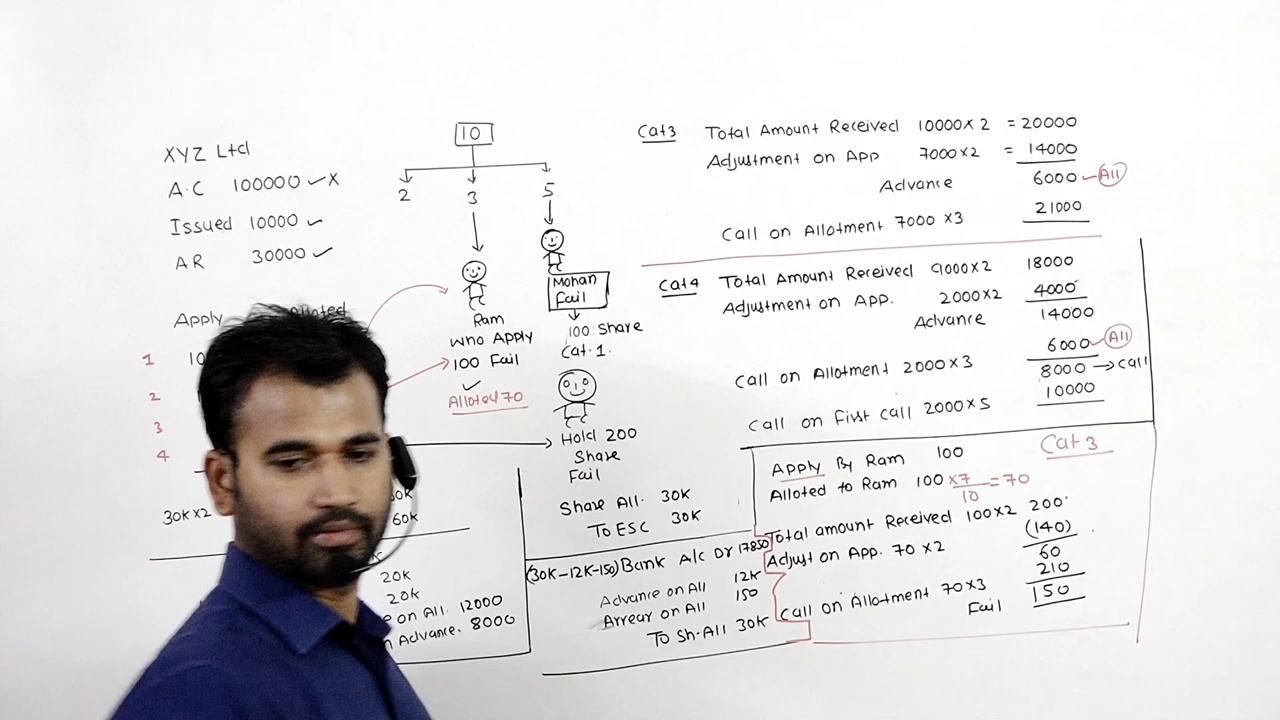 XYZ Ltd
A.C 100000 ✓ X
Issued 10000 ✓
AR 30000 ✓
Apply Alloted
1 10
2
3
4
30K×2
60K
20K
20K
on All. 12000
Advance. 8000
10
2 3 5
Ram
who Apply
100 Fail
✓
Alloted 70
Mohan
Fail
100 Share
Cat. 1.
Hold 200
Share
Fail
Share All. 30K
To ESC 30K
(30K-12K-150) Bank A/c Dr 17850
Advance on All 12K
Arrear on All 150
To Sh. All 30K
Cat3 Total Amount Received 10000×2 = 20000
Adjustment on App 7000×2 = 14000
Advance 6000 All
Call on Allotment 7000×3 21000
Cat4 Total Amount Received 9000×2 18000
Adjustment on App. 2000×2 4000
Advance 14000
6000 All
Call on Allotment 2000×3 8000 → call
Call on First call 2000×5 10000
Cat3
Apply By Ram 100
Alloted to Ram 100 ×7/10 = 70
Total amount Received 100×2 200
Adjust on App. 70×2 (140)
60
210
Call on Allotment 70×3 150
Fail